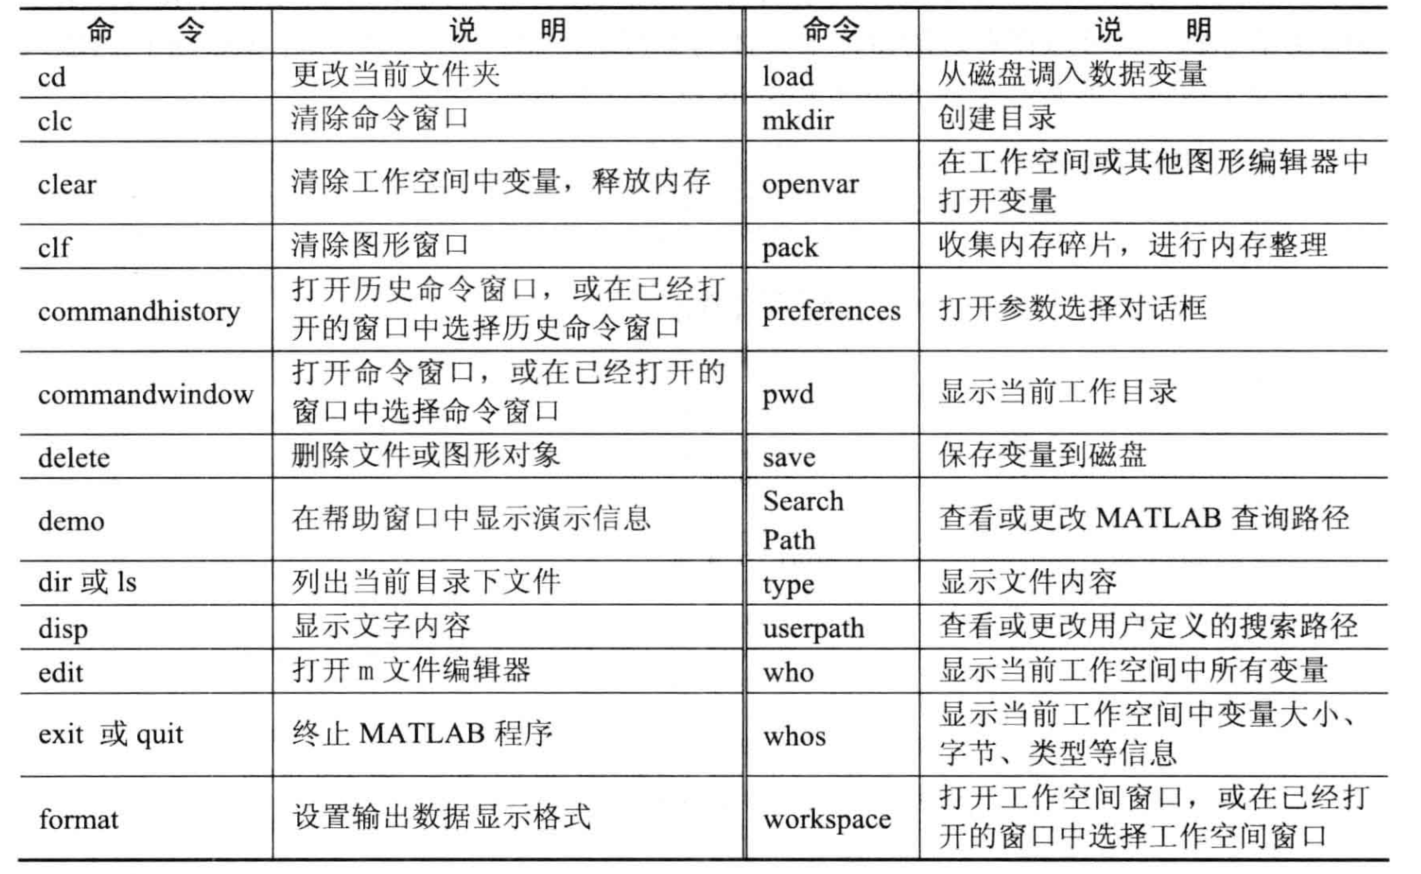 命 令 说 明 命令 说 明
cd 更改当前文件夹 load 从磁盘调入数据变量
clc 清除命令窗口 mkdir 创建目录
clear 清除工作空间中变量，释放内存 openvar 在工作空间或其他图形编辑器中
打开变量
clf 清除图形窗口 pack 收集内存碎片，进行内存整理
commandhistory 打开历史命令窗口，或在已经打
开的窗口中选择历史命令窗口 preferences 打开参数选择对话框
commandwindow 打开命令窗口，或在已经打开的
窗口中选择命令窗口 pwd 显示当前工作目录
delete 删除文件或图形对象 save 保存变量到磁盘
demo 在帮助窗口中显示演示信息 Search
Path 查看或更改 MATLAB 查询路径
dir 或 ls 列出当前目录下文件 type 显示文件内容
disp 显示文字内容 userpath 查看或更改用户定义的搜索路径
edit 打开 m 文件编辑器 who 显示当前工作空间中所有变量
exit 或 quit 终止 MATLAB 程序 whos 显示当前工作空间中变量大小、
字节、类型等信息
format 设置输出数据显示格式 workspace 打开工作空间窗口，或在已经打
开的窗口中选择工作空间窗口